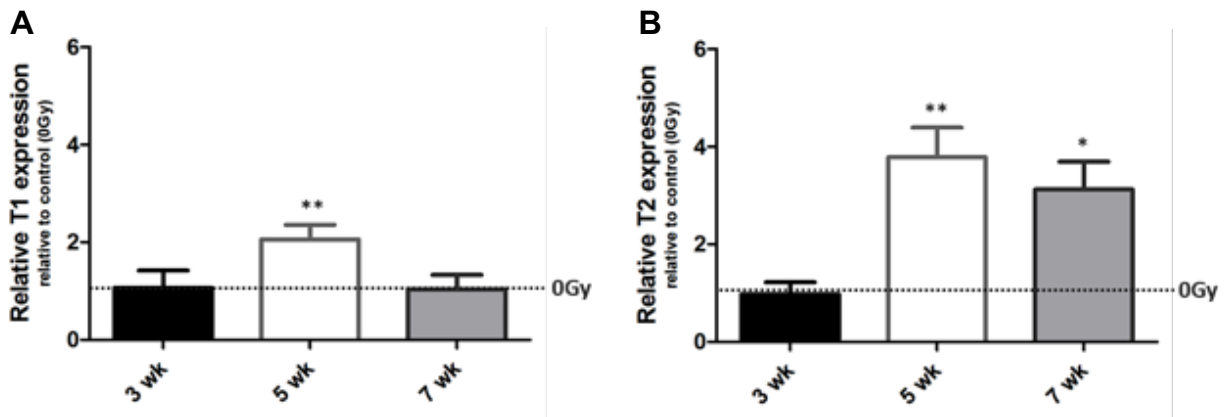 A
Relative T1 expression
relative to control (0Gy)
6
4
2
0
**
0Gy
3 wk
5 wk
7 wk
B
Relative T2 expression
relative to control (0Gy)
6
4
2
0
**
*
0Gy
3 wk
5 wk
7 wk